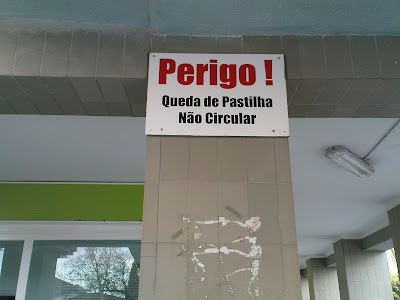 Perigo !
Queda de Pastilha
Não Circular